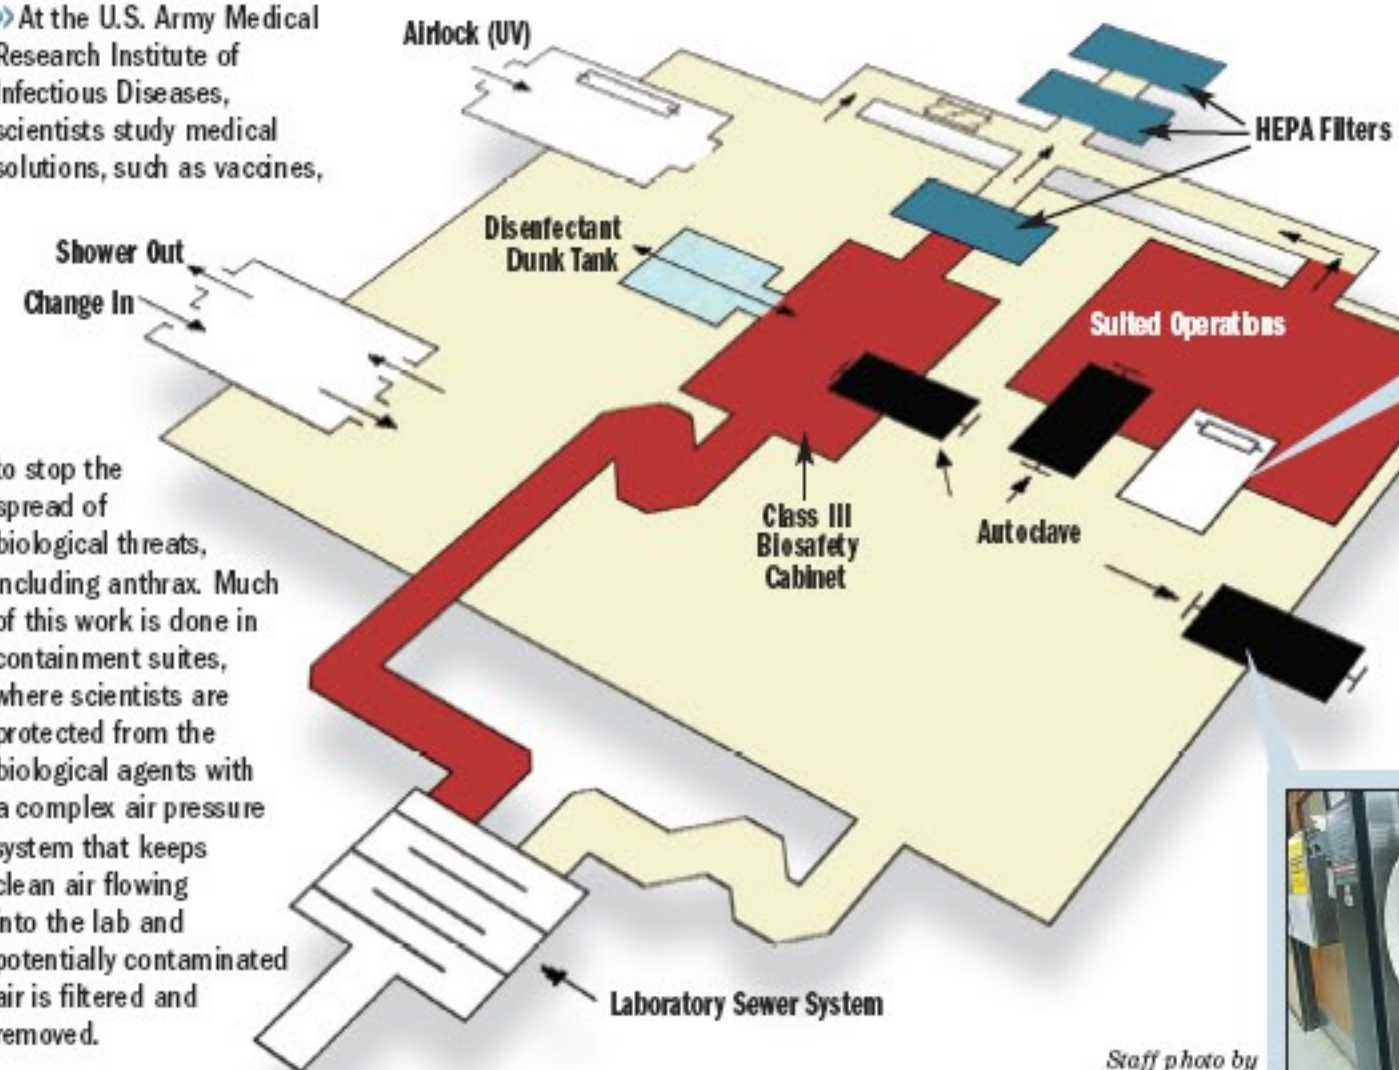 »At the U.S. Army Medical
Research Institute of
Infectious Diseases,
scientists study medical
solutions, such as vaccines,
to stop the
spread of
biological threats,
including anthrax. Much
of this work is done in
containment suites,
where scientists are
protected from the
biological agents with
a complex air pressure
system that keeps
clean air flowing
into the lab and
potentially contaminated
air is filtered and
removed.
Airlock (UV)
HEPA Filters
Disenfectant
Dunk Tank
Shower Out
Change In
Suited Operations
Class III
Biosafety
Cabinet
Autoclave
Laboratory Sewer System
Staff photo by